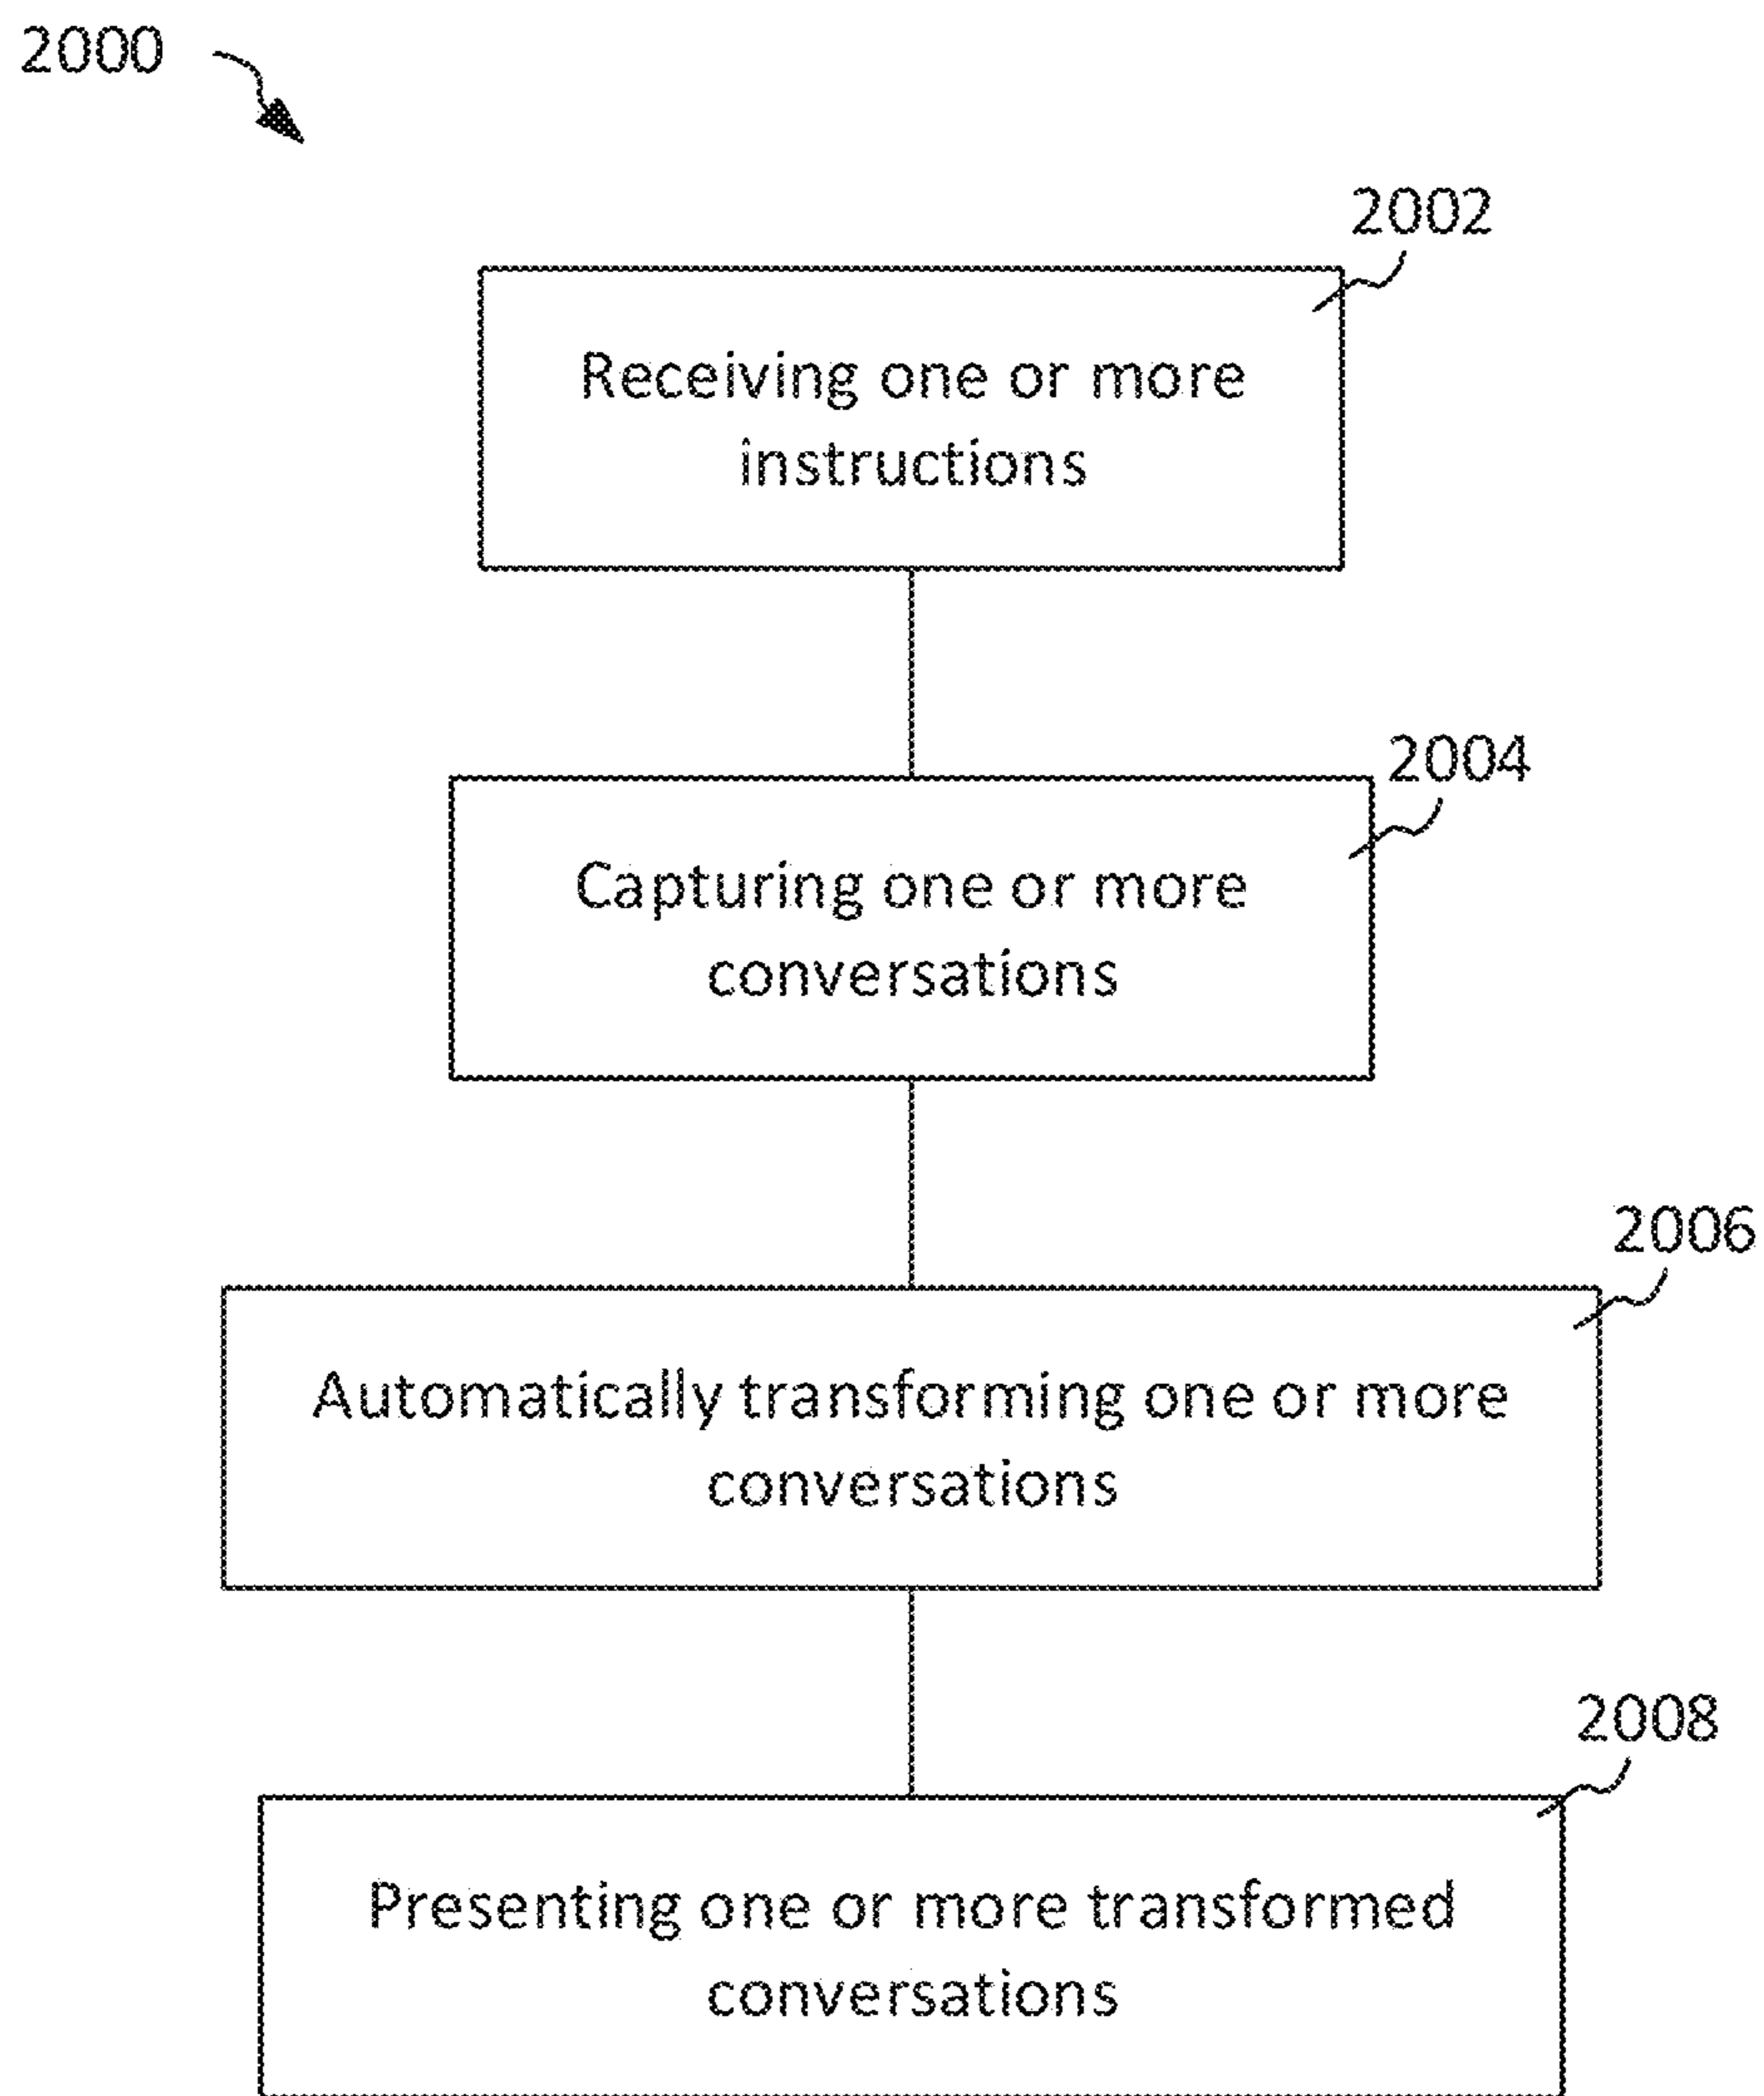 2000
2002
Receiving one or more
instructions
2004
Capturing one or more
conversations
2006
Automatically transforming one or more
conversations
2008
Presenting one or more transformed
conversations